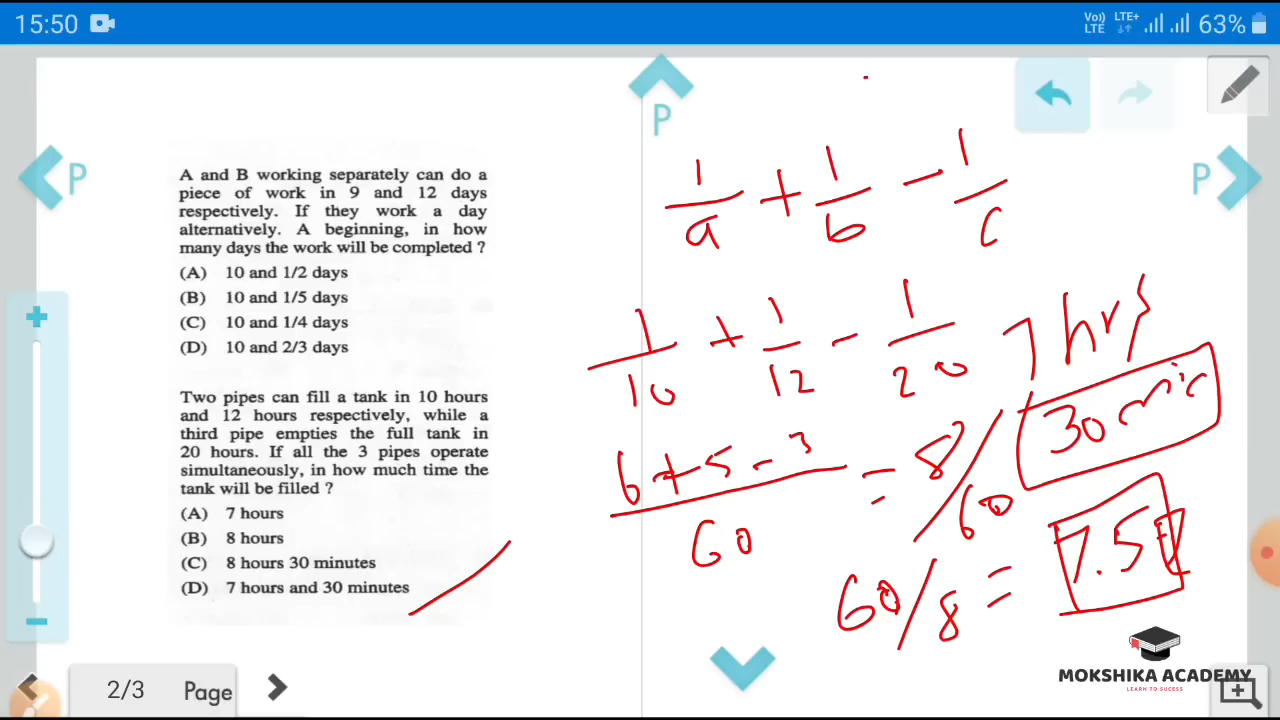 15:50
Vo)) LTE LTE+ 63%
P
P
P
A and B working separately can do a
piece of work in 9 and 12 days
respectively. If they work a day
alternatively. A beginning, in how
many days the work will be completed ?
(A) 10 and 1/2 days
(B) 10 and 1/5 days
(C) 10 and 1/4 days
(D) 10 and 2/3 days
Two pipes can fill a tank in 10 hours
and 12 hours respectively, while a
third pipe empties the full tank in
20 hours. If all the 3 pipes operate
simultaneously, in how much time the
tank will be filled ?
(A) 7 hours
(B) 8 hours
(C) 8 hours 30 minutes
(D) 7 hours and 30 minutes
1/a + 1/b - 1/c
1/10 + 1/12 - 1/20
7 hrs
30 min
6+5-3/60 = 8/60
60/8 = 7.5
+
-
2/3 Page
MOKSHIKA ACADEMY
LEARN TO SUCESS